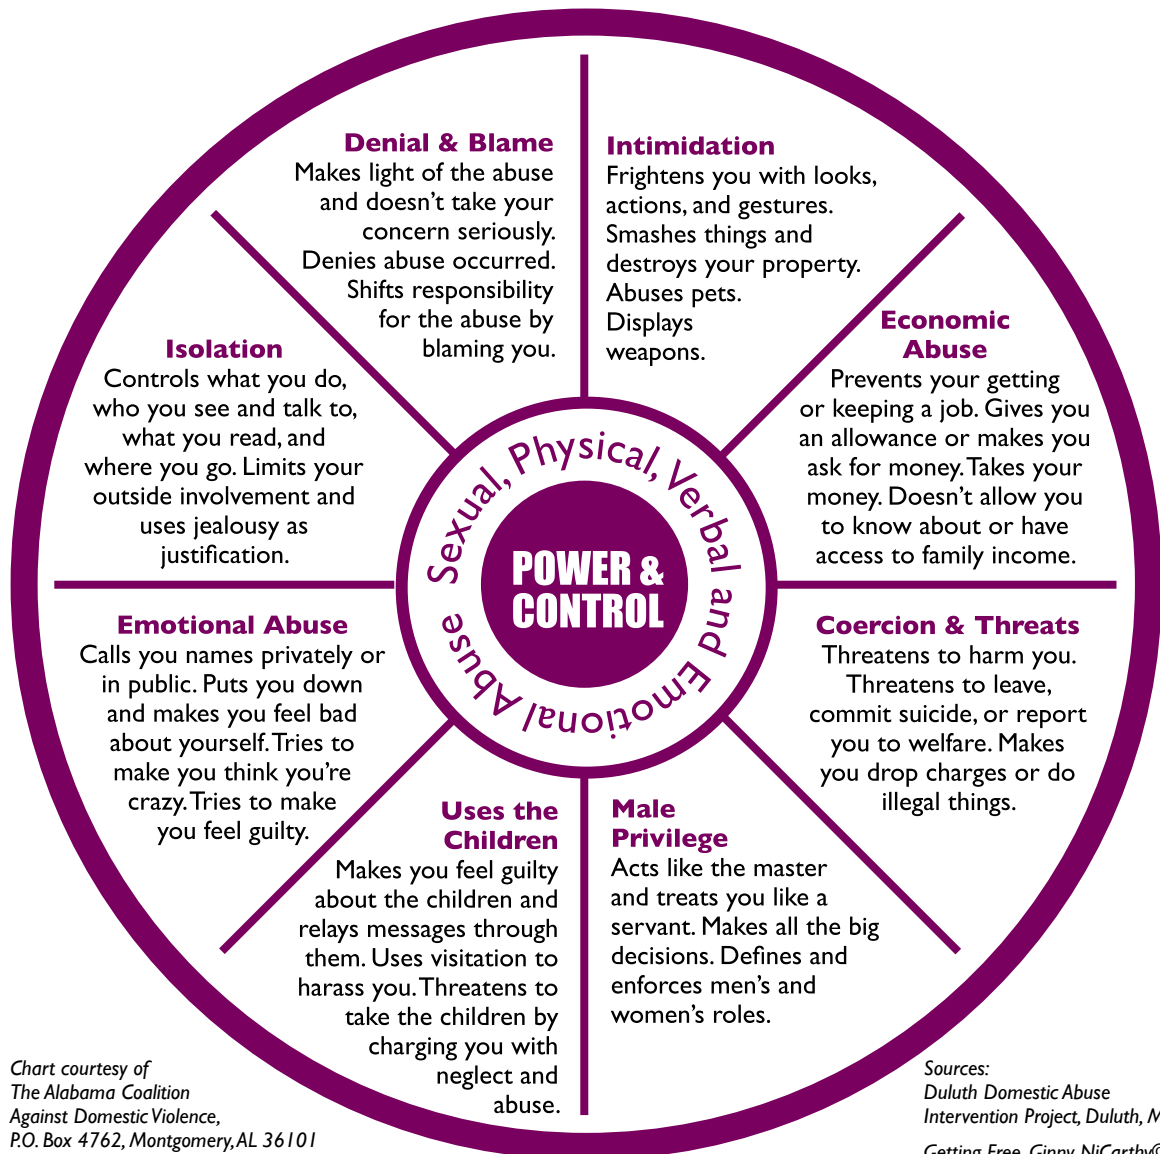 Denial & Blame
Makes light of the abuse
and doesn’t take your
concern seriously.
Denies abuse occurred.
Shifts responsibility
for the abuse by
blaming you.
Intimidation
Frightens you with looks,
actions, and gestures.
Smashes things and
destroys your property.
Abuses pets.
Displays
weapons.
Economic
Abuse
Prevents your getting
or keeping a job. Gives you
an allowance or makes you
ask for money. Takes your
money. Doesn’t allow you
to know about or have
access to family income.
Coercion & Threats
Threatens to harm you.
Threatens to leave,
commit suicide, or report
you to welfare. Makes
you drop charges or do
illegal things.
Male
Privilege
Acts like the master
and treats you like a
servant. Makes all the big
decisions. Defines and
enforces men’s and
women’s roles.
Uses the
Children
Makes you feel guilty
about the children and
relays messages through
them. Uses visitation to
harass you. Threatens to
take the children by
charging you with
neglect and
abuse.
Emotional Abuse
Calls you names privately or
in public. Puts you down
and makes you feel bad
about yourself. Tries to
make you think you’re
crazy. Tries to make
you feel guilty.
Isolation
Controls what you do,
who you see and talk to,
what you read, and
where you go. Limits your
outside involvement and
uses jealousy as
justification.
Sexual, Physical, Verbal and Emotional Abuse
POWER &
CONTROL
Chart courtesy of
The Alabama Coalition
Against Domestic Violence,
P.O. Box 4762, Montgomery, AL 36101
Sources:
Duluth Domestic Abuse
Intervention Project, Duluth, M
Getting Free, Ginny NiCarthy©